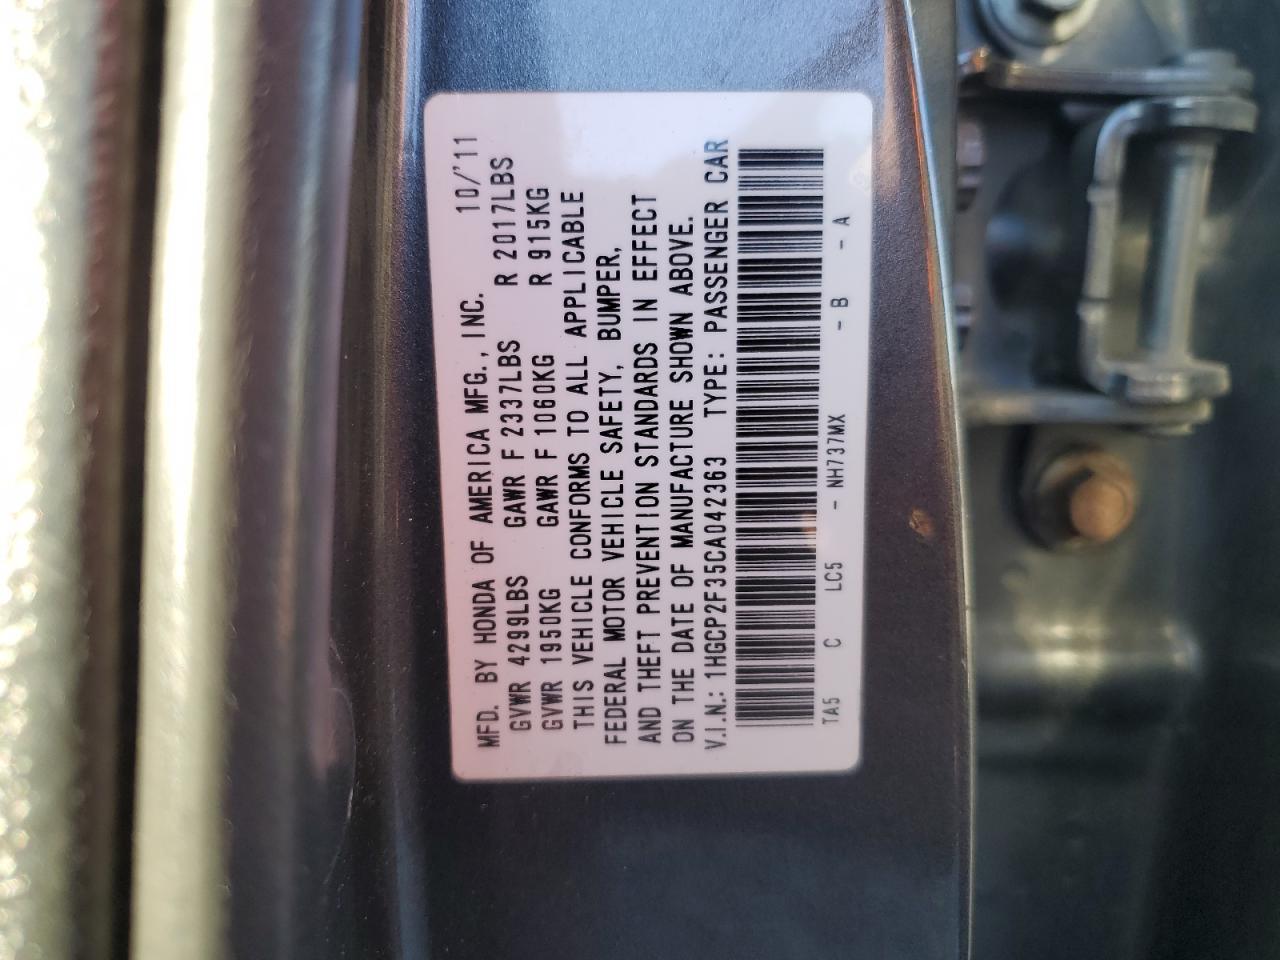 MFD. BY HONDA OF AMERICA MFG., INC. 10/'11
GVWR 4299LBS GAWR F 2337LBS R 2017LBS
GVWR 1950KG GAWR F 1060KG R 915KG
THIS VEHICLE CONFORMS TO ALL APPLICABLE
FEDERAL MOTOR VEHICLE SAFETY, BUMPER,
AND THEFT PREVENTION STANDARDS IN EFFECT
ON THE DATE OF MANUFACTURE SHOWN ABOVE.
V.I.N.: 1HGCP2F35CA042363 TYPE: PASSENGER CAR
TA5 C LC5 - NH737MX - B - A